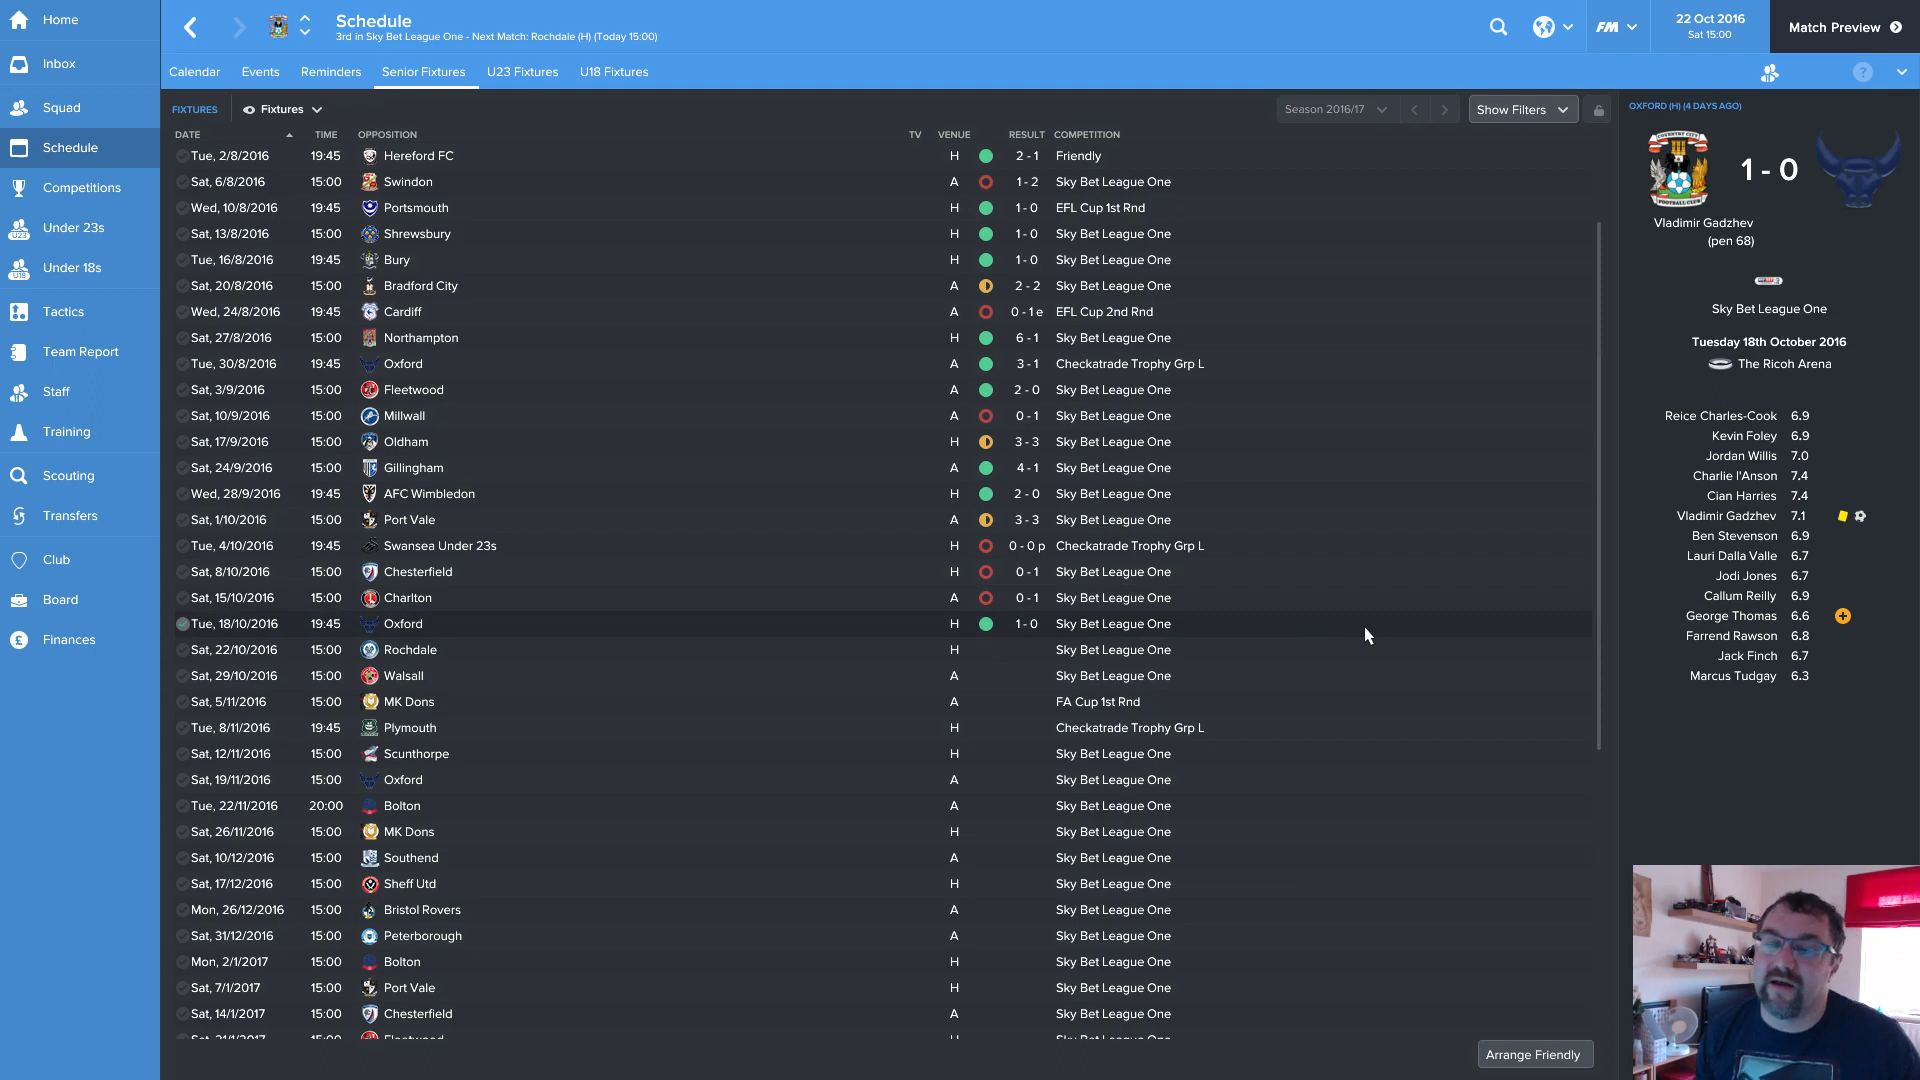 Home
Inbox
Squad
Schedule
Competitions
Under 23s
Under 18s
Tactics
Team Report
Staff
Training
Scouting
Transfers
Club
Board
Finances
Schedule
3rd in Sky Bet League One - Next Match: Rochdale (H) (Today 15:00)
FM
22 Oct 2016
Sat 15:00
Match Preview
Calendar Events Reminders Senior Fixtures U23 Fixtures U18 Fixtures
FIXTURES Fixtures Season 2016/17 Show Filters
DATE TIME OPPOSITION TV VENUE RESULT COMPETITION
Tue, 2/8/2016 19:45 Hereford FC H 2 - 1 Friendly
Sat, 6/8/2016 15:00 Swindon A 1 - 2 Sky Bet League One
Wed, 10/8/2016 19:45 Portsmouth H 1 - 0 EFL Cup 1st Rnd
Sat, 13/8/2016 15:00 Shrewsbury H 1 - 0 Sky Bet League One
Tue, 16/8/2016 19:45 Bury H 1 - 0 Sky Bet League One
Sat, 20/8/2016 15:00 Bradford City A 2 - 2 Sky Bet League One
Wed, 24/8/2016 19:45 Cardiff A 0 - 1 e EFL Cup 2nd Rnd
Sat, 27/8/2016 15:00 Northampton H 6 - 1 Sky Bet League One
Tue, 30/8/2016 19:45 Oxford A 3 - 1 Checkatrade Trophy Grp L
Sat, 3/9/2016 15:00 Fleetwood A 2 - 0 Sky Bet League One
Sat, 10/9/2016 15:00 Millwall A 0 - 1 Sky Bet League One
Sat, 17/9/2016 15:00 Oldham H 3 - 3 Sky Bet League One
Sat, 24/9/2016 15:00 Gillingham A 4 - 1 Sky Bet League One
Wed, 28/9/2016 19:45 AFC Wimbledon H 2 - 0 Sky Bet League One
Sat, 1/10/2016 15:00 Port Vale A 3 - 3 Sky Bet League One
Tue, 4/10/2016 19:45 Swansea Under 23s H 0 - 0 p Checkatrade Trophy Grp L
Sat, 8/10/2016 15:00 Chesterfield H 0 - 1 Sky Bet League One
Sat, 15/10/2016 15:00 Charlton A 0 - 1 Sky Bet League One
Tue, 18/10/2016 19:45 Oxford H 1 - 0 Sky Bet League One
Sat, 22/10/2016 15:00 Rochdale H Sky Bet League One
Sat, 29/10/2016 15:00 Walsall A Sky Bet League One
Sat, 5/11/2016 15:00 MK Dons A FA Cup 1st Rnd
Tue, 8/11/2016 19:45 Plymouth H Checkatrade Trophy Grp L
Sat, 12/11/2016 15:00 Scunthorpe H Sky Bet League One
Sat, 19/11/2016 15:00 Oxford A Sky Bet League One
Tue, 22/11/2016 20:00 Bolton A Sky Bet League One
Sat, 26/11/2016 15:00 MK Dons H Sky Bet League One
Sat, 10/12/2016 15:00 Southend A Sky Bet League One
Sat, 17/12/2016 15:00 Sheff Utd H Sky Bet League One
Mon, 26/12/2016 15:00 Bristol Rovers A Sky Bet League One
Sat, 31/12/2016 15:00 Peterborough A Sky Bet League One
Mon, 2/1/2017 15:00 Bolton H Sky Bet League One
Sat, 7/1/2017 15:00 Port Vale H Sky Bet League One
Sat, 14/1/2017 15:00 Chesterfield A Sky Bet League One
Arrange Friendly
OXFORD (H) (4 DAYS AGO)
COVENTRY CITY
FOOTBALL CLUB
1 - 0
Vladimir Gadzhev
(pen 68)
Sky Bet League One
Tuesday 18th October 2016
The Ricoh Arena
Reice Charles-Cook 6.9
Kevin Foley 6.9
Jordan Willis 7.0
Charlie I'Anson 7.4
Cian Harries 7.4
Vladimir Gadzhev 7.1
Ben Stevenson 6.9
Lauri Dalla Valle 6.7
Jodi Jones 6.7
Callum Reilly 6.9
George Thomas 6.6
Farrend Rawson 6.8
Jack Finch 6.7
Marcus Tudgay 6.3